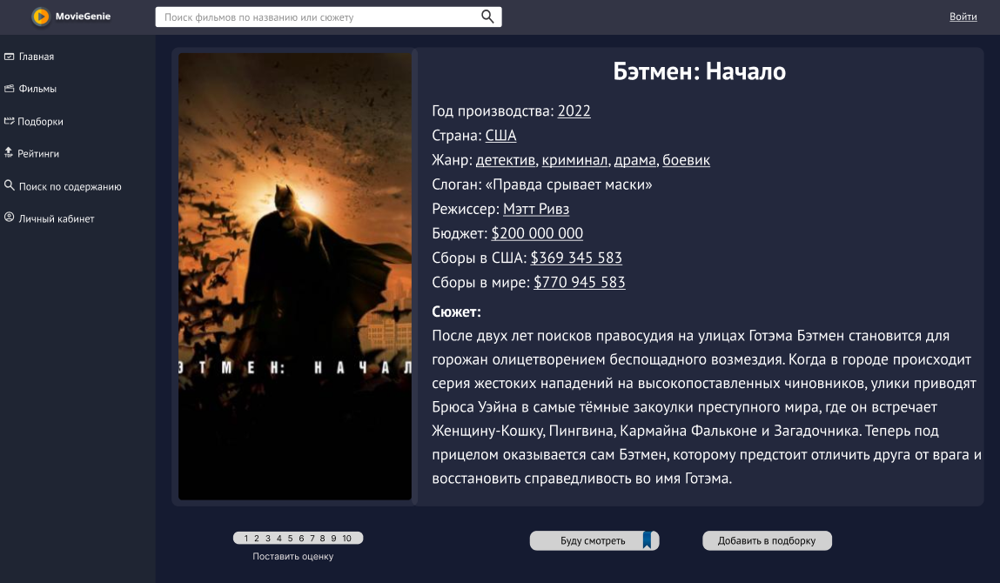 MovieGenie
Поиск фильмов по названию или сюжету
Войти
Главная
Фильмы
Подборки
Рейтинги
Поиск по содержанию
Личный кабинет
ЭТМЕН: НАЧАЛ
Бэтмен: Начало
Год производства: 2022
Страна: США
Жанр: детектив, криминал, драма, боевик
Слоган: «Правда срывает маски»
Режиссер: Мэтт Ривз
Бюджет: $200 000 000
Сборы в США: $369 345 583
Сборы в мире: $770 945 583
Сюжет:
После двух лет поисков правосудия на улицах Готэма Бэтмен становится для
горожан олицетворением беспощадного возмездия. Когда в городе происходит
серия жестоких нападений на высокопоставленных чиновников, улики приводят
Брюса Уэйна в самые тёмные закоулки преступного мира, где он встречает
Женщину-Кошку, Пингвина, Кармайна Фальконе и Загадочника. Теперь под
прицелом оказывается сам Бэтмен, которому предстоит отличить друга от врага и
восстановить справедливость во имя Готэма.
1 2 3 4 5 6 7 8 9 10
Поставить оценку
Буду смотреть
Добавить в подборку